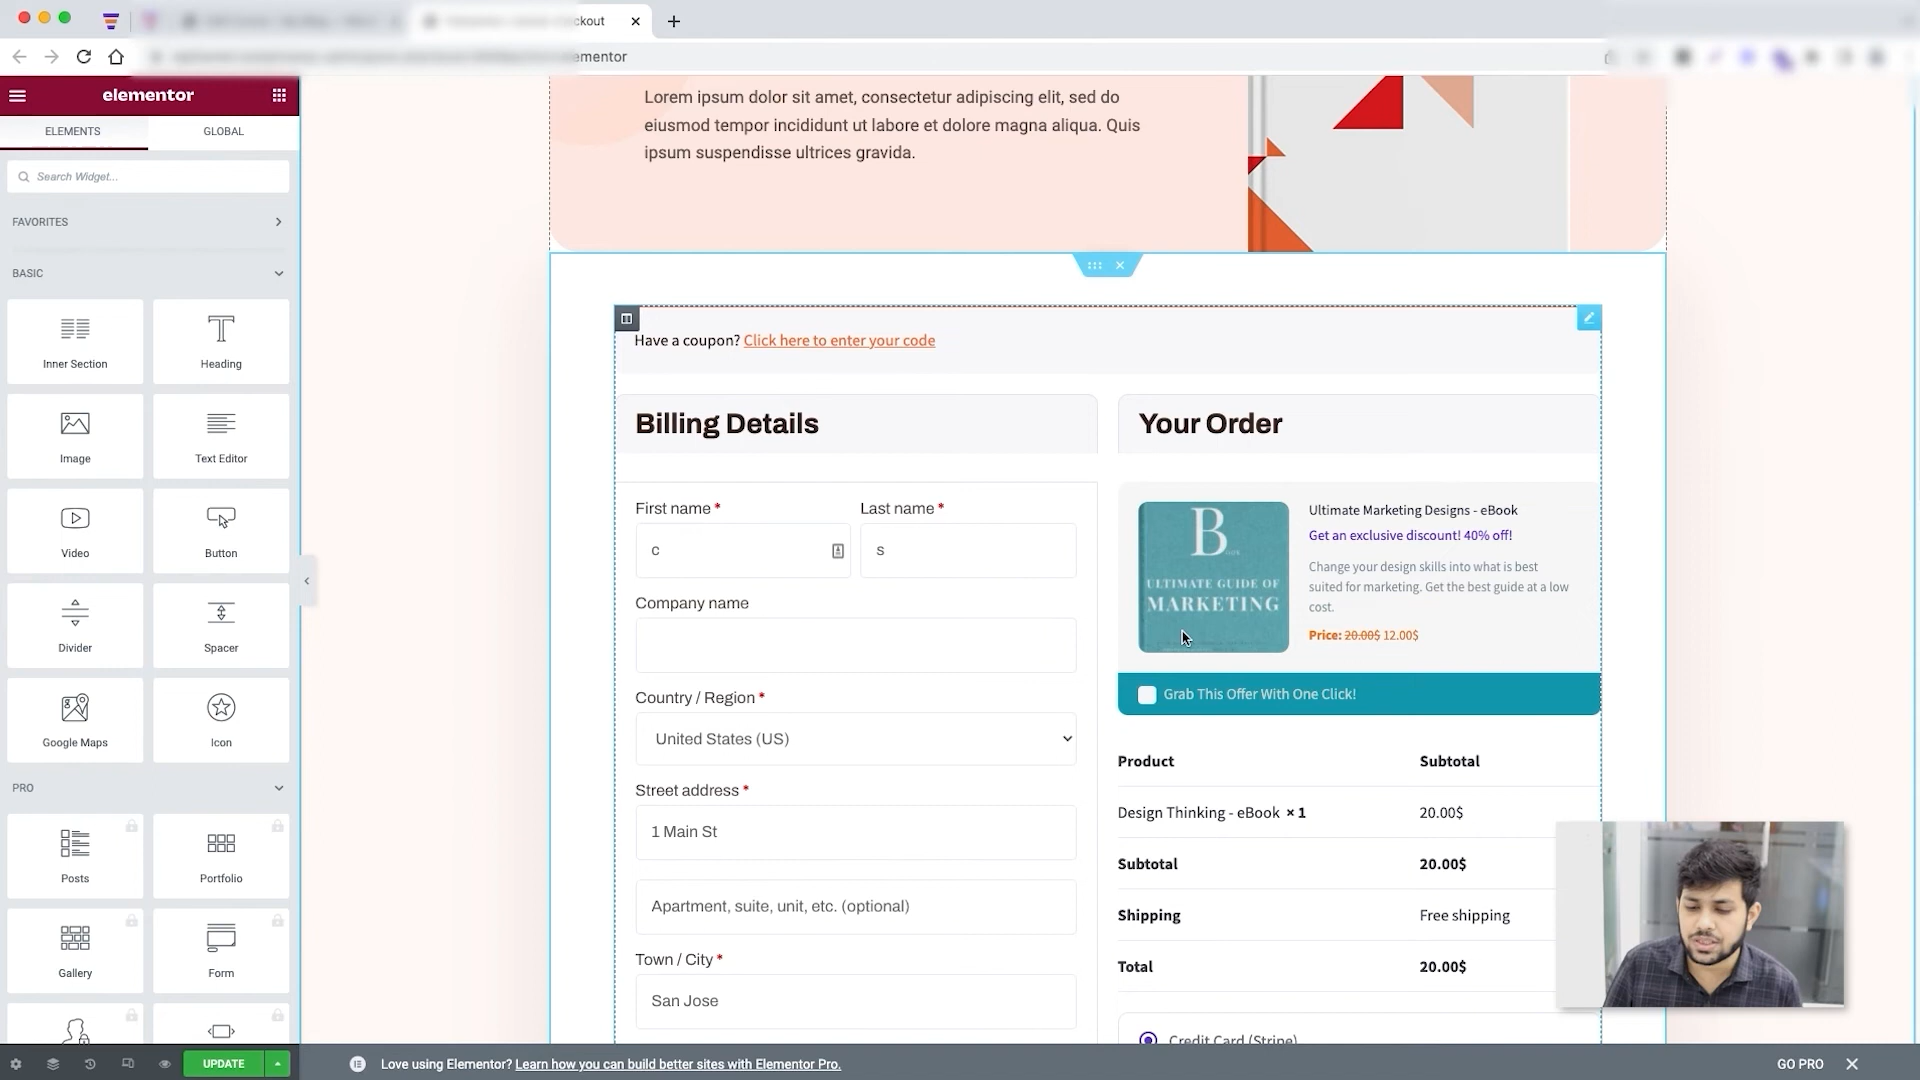 ckout
elementor
elementor
ELEMENTS
GLOBAL
Search Widget...
FAVORITES
BASIC
Inner Section
Heading
Image
Text Editor
Video
Button
Divider
Spacer
Google Maps
Icon
PRO
Posts
Portfolio
Gallery
Form
UPDATE
Lorem ipsum dolor sit amet, consectetur adipiscing elit, sed do
eiusmod tempor incididunt ut labore et dolore magna aliqua. Quis
ipsum suspendisse ultrices gravida.
Have a coupon? Click here to enter your code
Billing Details
First name *
Last name *
c
s
Company name
Country / Region *
United States (US)
Street address *
1 Main St
Apartment, suite, unit, etc. (optional)
Town / City *
San Jose
Your Order
B
ULTIMATE GUIDE OF
MARKETING
Ultimate Marketing Designs - eBook
Get an exclusive discount! 40% off!
Change your design skills into what is best
suited for marketing. Get the best guide at a low
cost.
Price: 20.00$ 12.00$
Grab This Offer With One Click!
Product
Subtotal
Design Thinking - eBook × 1
20.00$
Subtotal
20.00$
Shipping
Free shipping
Total
20.00$
Credit Card (Stripe)
Love using Elementor? Learn how you can build better sites with Elementor Pro.
GO PRO